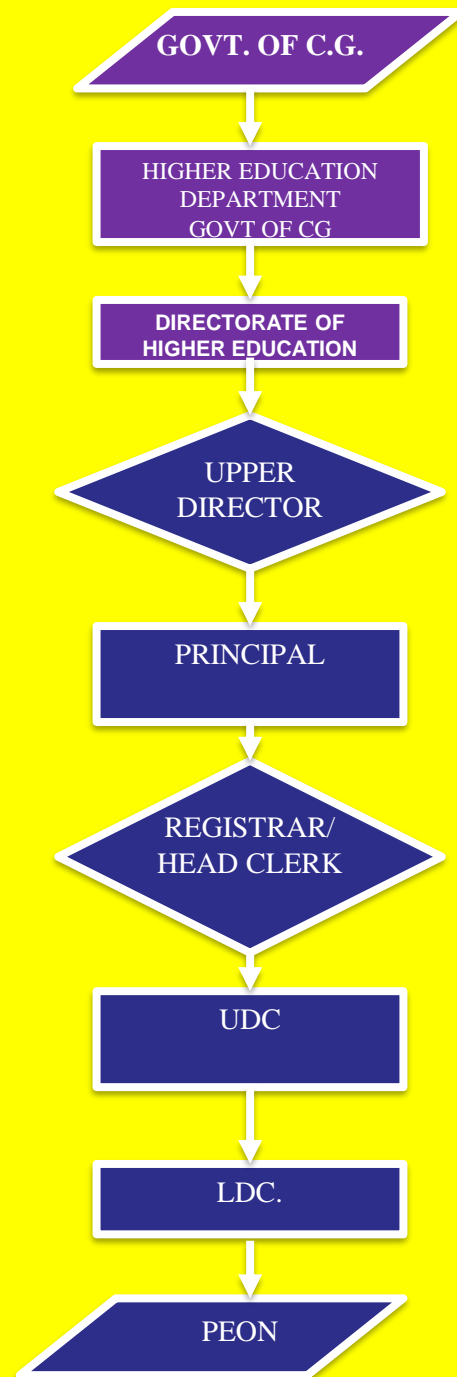 GOVT. OF C.G.
HIGHER EDUCATION
DEPARTMENT
GOVT OF CG
DIRECTORATE OF
HIGHER EDUCATION
UPPER
DIRECTOR
PRINCIPAL
REGISTRAR/
HEAD CLERK
UDC
LDC.
PEON